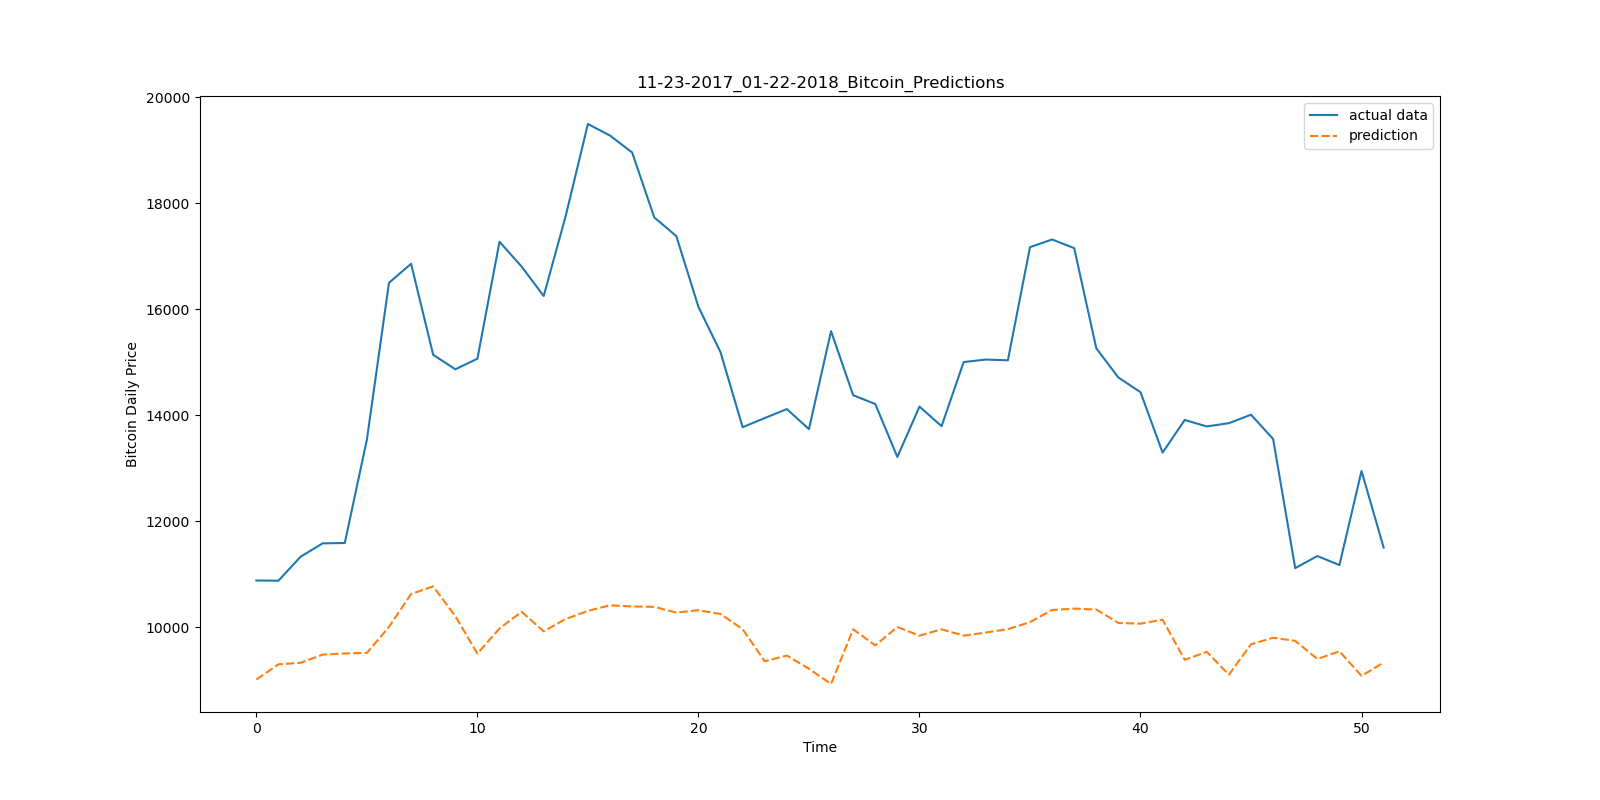 11-23-2017_01-22-2018_Bitcoin_Predictions
actual data
prediction
Bitcoin Daily Price
20000
18000
16000
14000
12000
10000
0 10 20 30 40 50
Time